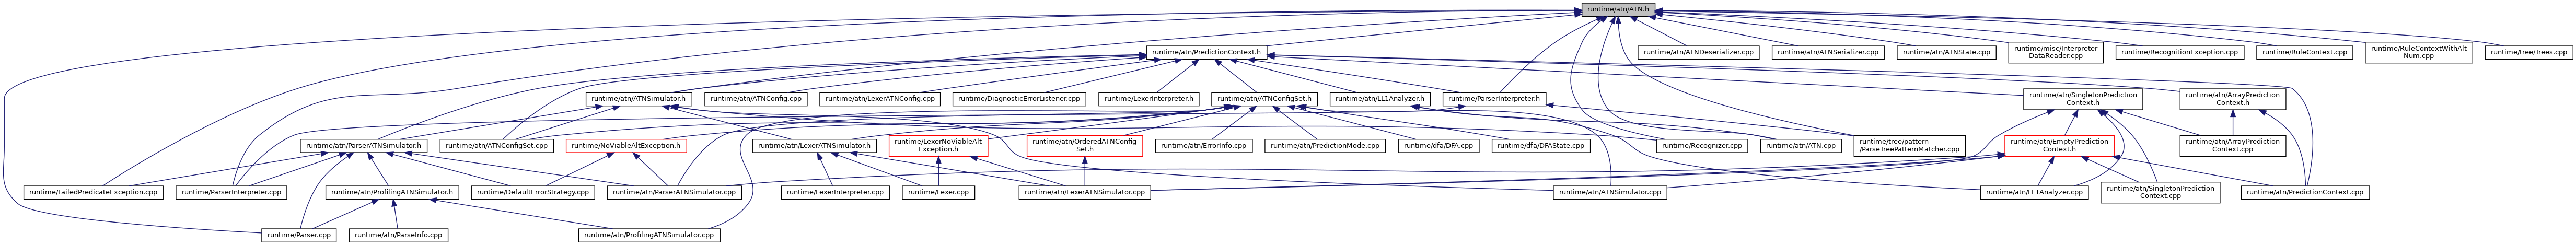 runtime/atn/ATN.h
runtime/atn/PredictionContext.h
runtime/atn/ATNDeserializer.cpp
runtime/atn/ATNSerializer.cpp
runtime/atn/ATNState.cpp
runtime/misc/Interpreter
DataReader.cpp
runtime/RecognitionException.cpp
runtime/RuleContext.cpp
runtime/RuleContextWithAlt
Num.cpp
runtime/tree/Trees.cpp
runtime/atn/ATNSimulator.h
runtime/atn/ATNConfig.cpp
runtime/atn/LexerATNConfig.cpp
runtime/DiagnosticErrorListener.cpp
runtime/LexerInterpreter.h
runtime/atn/ATNConfigSet.h
runtime/atn/LL1Analyzer.h
runtime/ParserInterpreter.h
runtime/atn/SingletonPrediction
Context.h
runtime/atn/ArrayPrediction
Context.h
runtime/atn/ParserATNSimulator.h
runtime/atn/ATNConfigSet.cpp
runtime/NoViableAltException.h
runtime/atn/LexerATNSimulator.h
runtime/LexerNoViableAlt
Exception.h
runtime/atn/OrderedATNConfig
Set.h
runtime/atn/ErrorInfo.cpp
runtime/atn/PredictionMode.cpp
runtime/dfa/DFA.cpp
runtime/dfa/DFAState.cpp
runtime/Recognizer.cpp
runtime/atn/ATN.cpp
runtime/tree/pattern
/ParseTreePatternMatcher.cpp
runtime/atn/EmptyPrediction
Context.h
runtime/atn/ArrayPrediction
Context.cpp
runtime/FailedPredicateException.cpp
runtime/ParserInterpreter.cpp
runtime/atn/ProfilingATNSimulator.h
runtime/DefaultErrorStrategy.cpp
runtime/atn/ParserATNSimulator.cpp
runtime/LexerInterpreter.cpp
runtime/Lexer.cpp
runtime/atn/LexerATNSimulator.cpp
runtime/atn/ATNSimulator.cpp
runtime/atn/LL1Analyzer.cpp
runtime/atn/SingletonPrediction
Context.cpp
runtime/atn/PredictionContext.cpp
runtime/Parser.cpp
runtime/atn/ParseInfo.cpp
runtime/atn/ProfilingATNSimulator.cpp